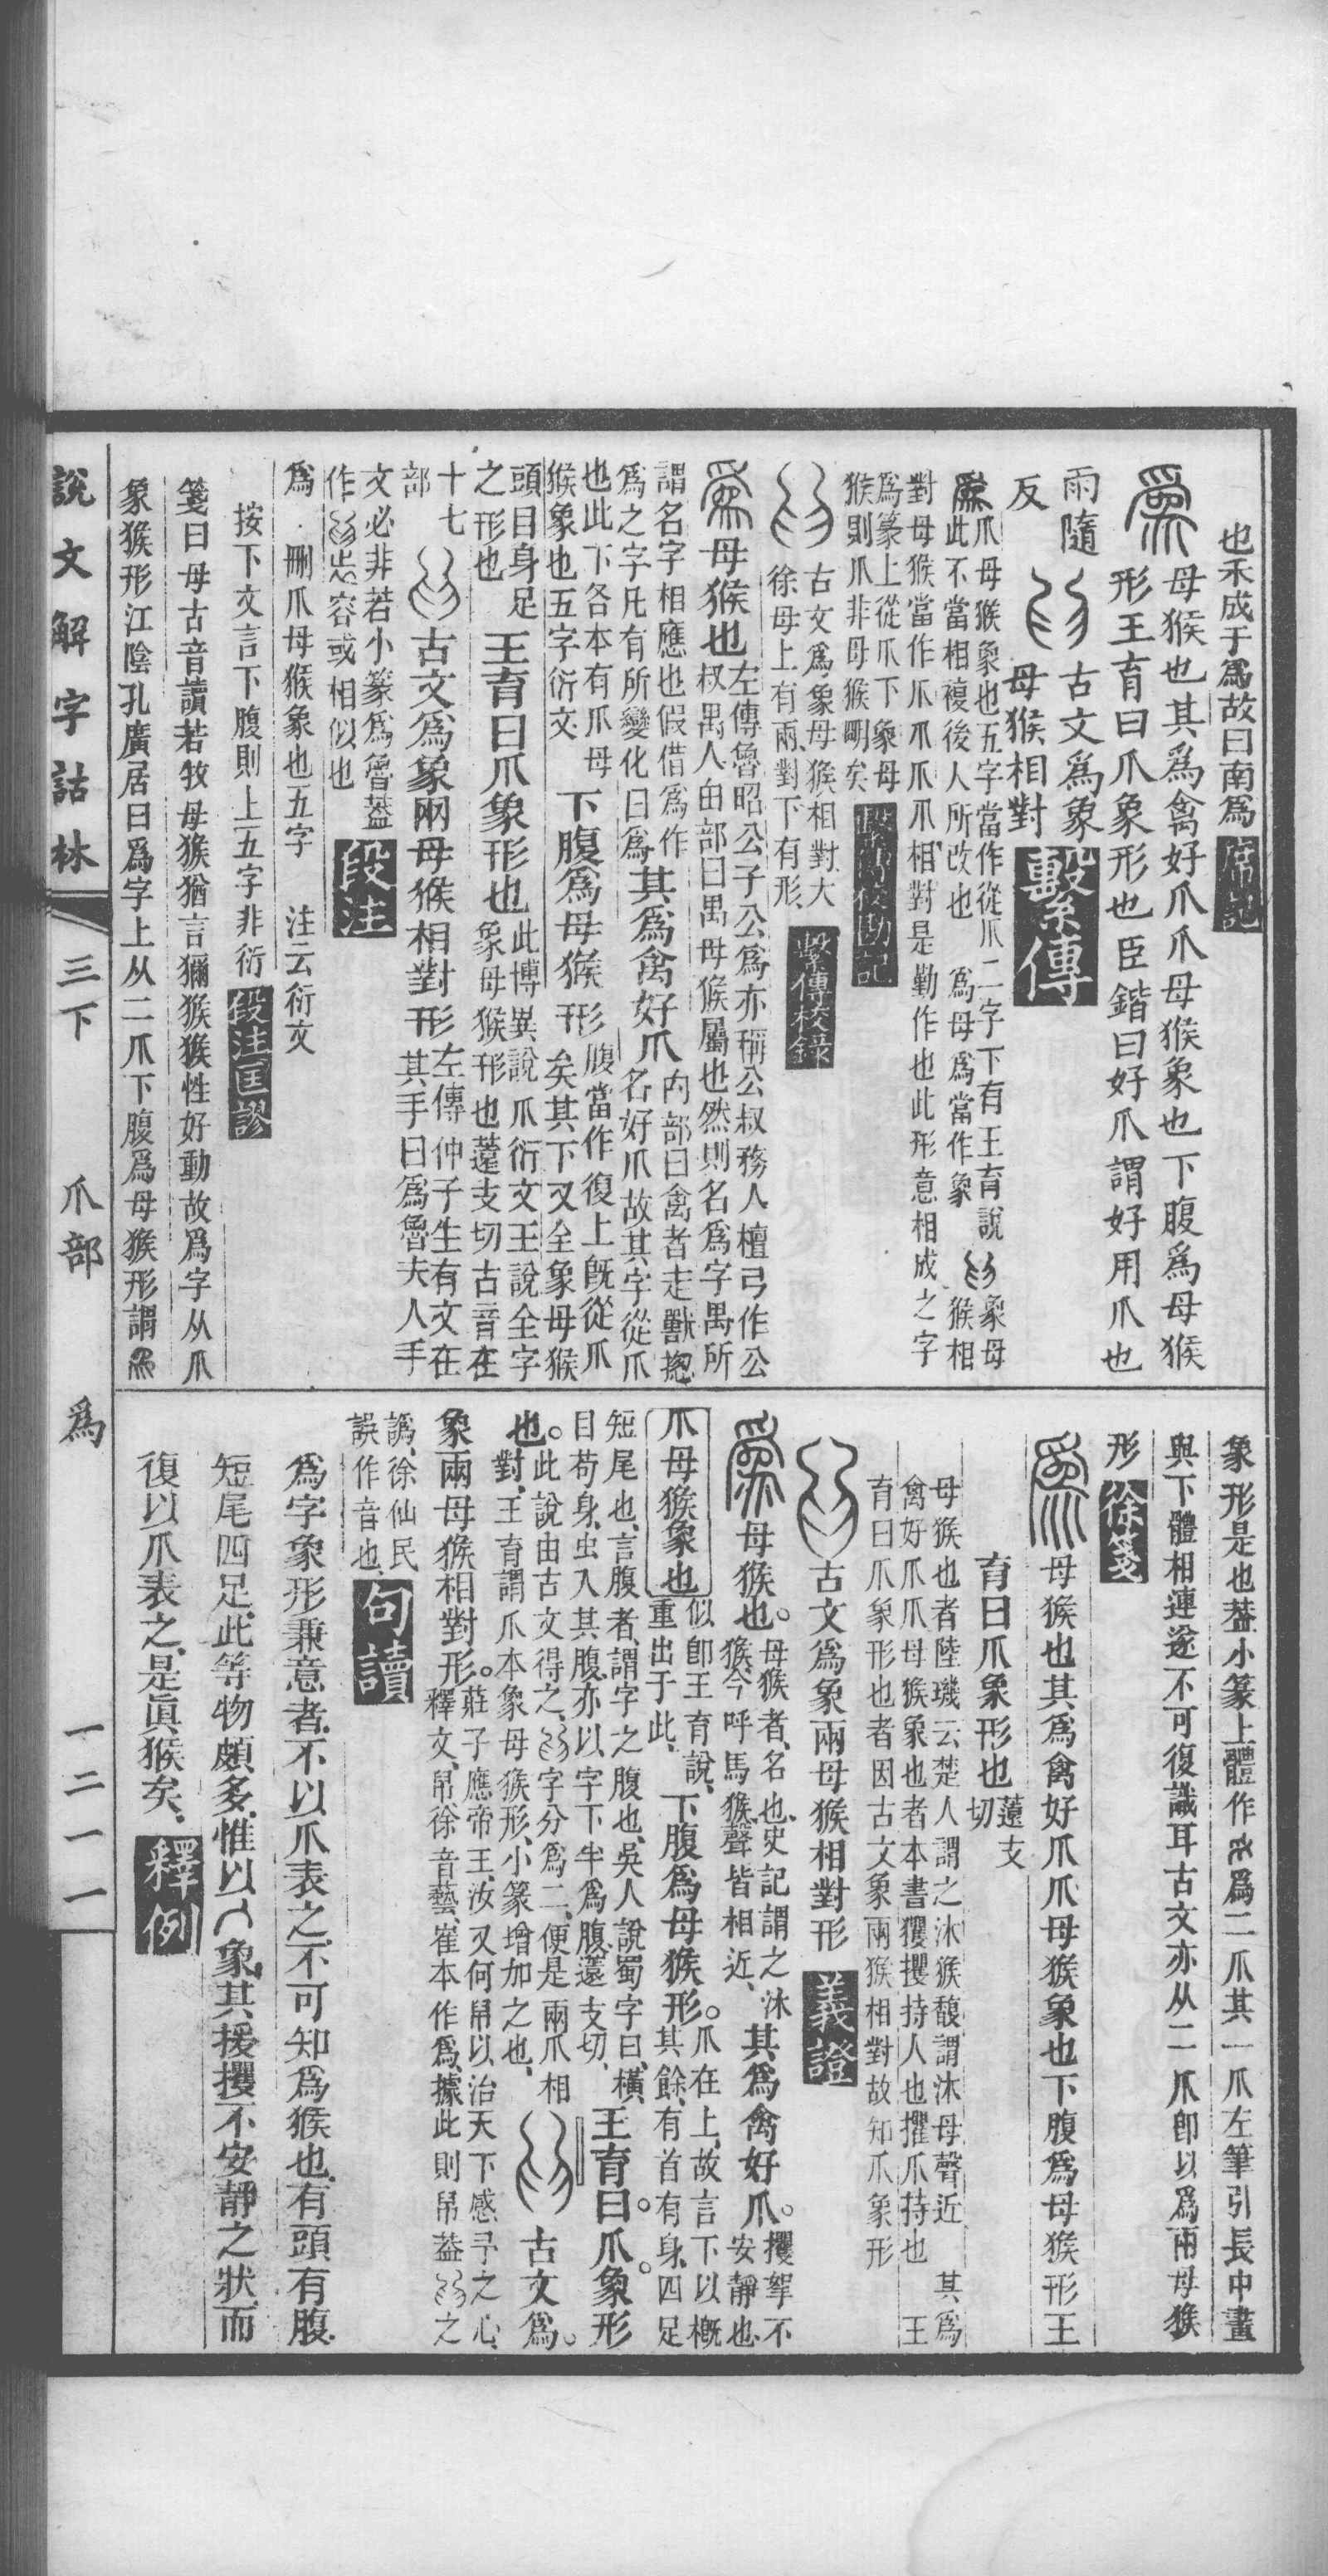 也禾成于爲故曰南爲 席記
母猴也其爲禽好爪爪母猴象也下腹爲母猴
形王育曰爪象形也臣鍇曰好爪謂好用爪也
雨隨
反
古文爲象
母猴相對 繫傳
爪母猴象也五字當作從爪二字下有王育說
象母
此不當相複後人所改也 爲母爲當作象
猴相
對母猴當作爪爪爪爪相對是動作也此形意相成之字
爲篆上從爪下象母
猴則爪非母猴明矣 繫傳校勘記
古文爲象母猴相對大
徐母上有兩對下有形 繫傳校錄
母猴也
左傳魯昭公子公爲亦稱公叔務人檀弓作公
叔禺人甶部曰禺母猴屬也然則名爲字禺所
謂名字相應也假借爲作
爲之字凡有所變化曰爲 其爲禽好爪
内部曰禽者走獸揔
名好爪故其字從爪
也此下各本有爪母
猴象也五字衍文 下腹爲母猴形
腹當作復上旣從爪
矣其下又全象母猴
頭目身足
之形也 王育曰爪象形也
此博異說爪衍文王說全字
象母猴形也薳支切古音在
十七
部 古文爲象兩母猴相對形
左傳仲子生有文在
其手曰爲魯夫人手
文必非若小篆爲魯葢
作 容或相似也 段注
爲 刪爪母猴象也五字 注云衍文
按下文言下腹則上五字非衍 段注匡謬
箋曰母古音讀若牧母猴猶言獼猴猴性好動故爲字从爪
象猴形江陰孔廣居曰爲字上从二爪下腹爲母猴形謂
象形是也葢小篆上體作 爲二爪其一爪左筆引長中畫
與下體相連遂不可復識耳古文亦从二爪卽以爲兩母猴
形 徐箋
母猴也其爲禽好爪爪母猴象也下腹爲母猴形王
育曰爪象形也 薳支
切
母猴也者陸璣云楚人謂之沐猴馥謂沐母聲近 其爲
禽好爪爪母猴象也者本書玃攫持人也攫爪持也 王
育曰爪象形也者因古文象兩猴相對故知爪象形
古文爲象兩母猴相對形 義證
母猴也。
母猴者、名也、史記謂之沐
猴、今呼馬猴、聲皆相近、 其爲禽好爪。
攫拏不
安靜也
爪母猴象也
似卽王育說、
重出于此、 下腹爲母猴形。
爪在上、故言下以槪
其餘、有首有身、四足
短尾也、言腹者、謂字之腹也、吳人說蜀字曰、橫
目苟身、虫入其腹、亦以字下半爲腹、薳支切、 王育曰。爪。象形
也。
此說由古文得之、 字分爲二、便是兩爪相
對、王育謂爪本象母猴形、小篆增加之也、 古文爲。
象兩母猴相對形。
莊子應帝王、汝又何帠以治天下感予之心、
釋文、帠、徐音藝、崔本作爲、據此則帠葢 之
譌、徐仙民
誤作音也、 句讀
爲字象形兼意者、不以爪表之、不可知爲猴也、有頭有腹、
短尾四足、此等物頗多、惟以 象其援攫不安靜之狀、而
復以爪表之、是眞猴矣、 釋例
說文解字詁林 三下 爪部 爲 一二一一